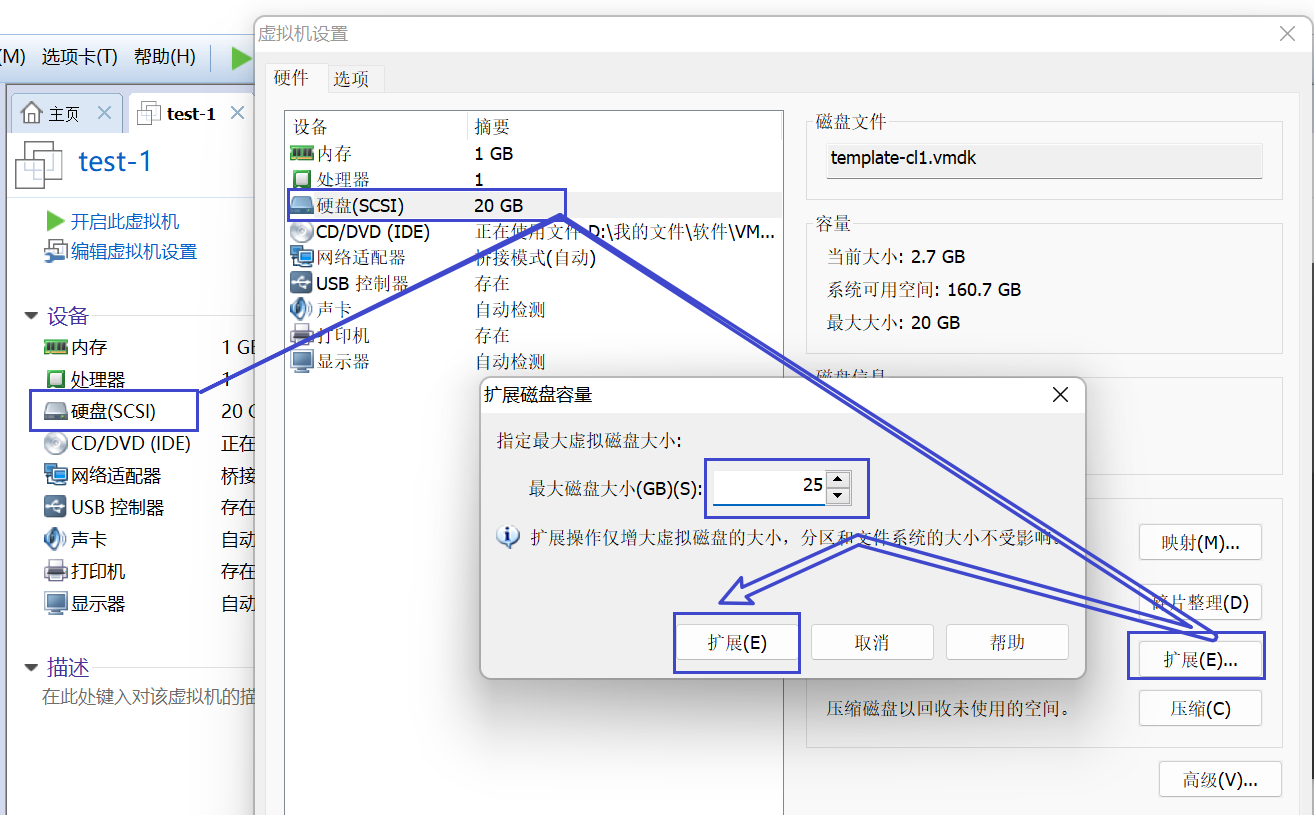 虚拟机设置
(M) 选项卡(T) 帮助(H)
主页
test-1
test-1
开启此虚拟机
编辑虚拟机设置
设备
内存 1 GB
处理器 1
硬盘(SCSI) 20 G
CD/DVD (IDE) 正在
网络适配器 桥接
USB 控制器 存在
声卡 自动
打印机 存在
显示器 自动
描述
在此处键入对该虚拟机的描
硬件 选项
设备 摘要
内存 1 GB
处理器 1
硬盘(SCSI) 20 GB
CD/DVD (IDE) 正在使用文件 D:\我的文件\软件\VM...
网络适配器 桥接模式(自动)
USB 控制器 存在
声卡 自动检测
打印机 存在
显示器 自动检测
磁盘文件
template-cl1.vmdk
容量
当前大小: 2.7 GB
系统可用空间: 160.7 GB
最大大小: 20 GB
磁盘信息
扩展磁盘容量
指定最大虚拟磁盘大小:
最大磁盘大小(GB)(S): 25
扩展操作仅增大虚拟磁盘的大小，分区和文件系统的大小不受影响。
扩展(E) 取消 帮助
映射(M)...
碎片整理(D)
扩展(E)...
压缩磁盘以回收未使用的空间。
压缩(C)
高级(V)...